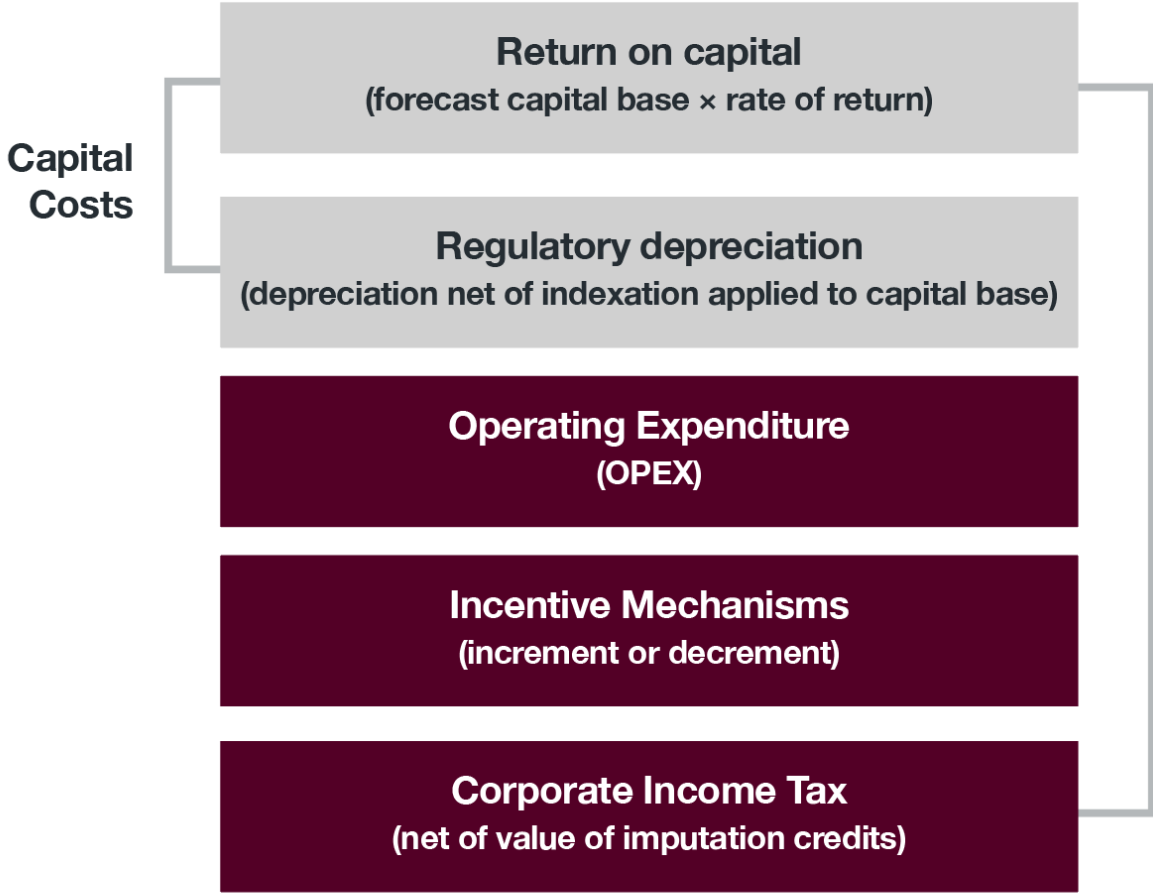 Return on capital
(forecast capital base × rate of return)
Capital
Costs
Regulatory depreciation
(depreciation net of indexation applied to capital base)
Operating Expenditure
(OPEX)
Incentive Mechanisms
(increment or decrement)
Corporate Income Tax
(net of value of imputation credits)